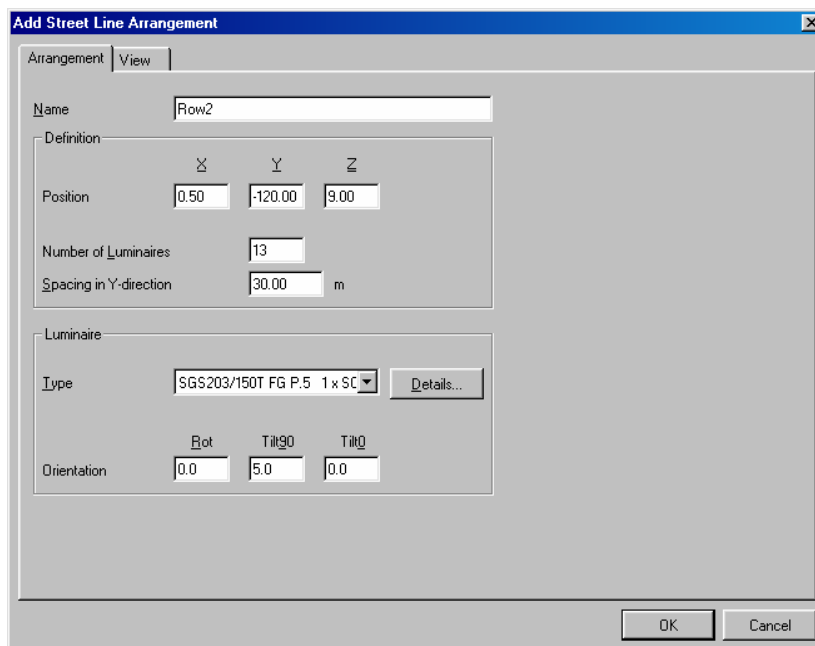 Add Street Line Arrangement
Arrangement View
Name Row2
Definition
X Y Z
Position 0.50 -120.00 9.00
Number of Luminaires 13
Spacing in Y-direction 30.00 m
Luminaire
Type SGS203/150T FG P.5 1 x SO Details...
Rot Tilt90 Tilt0
Orientation 0.0 5.0 0.0
OK Cancel